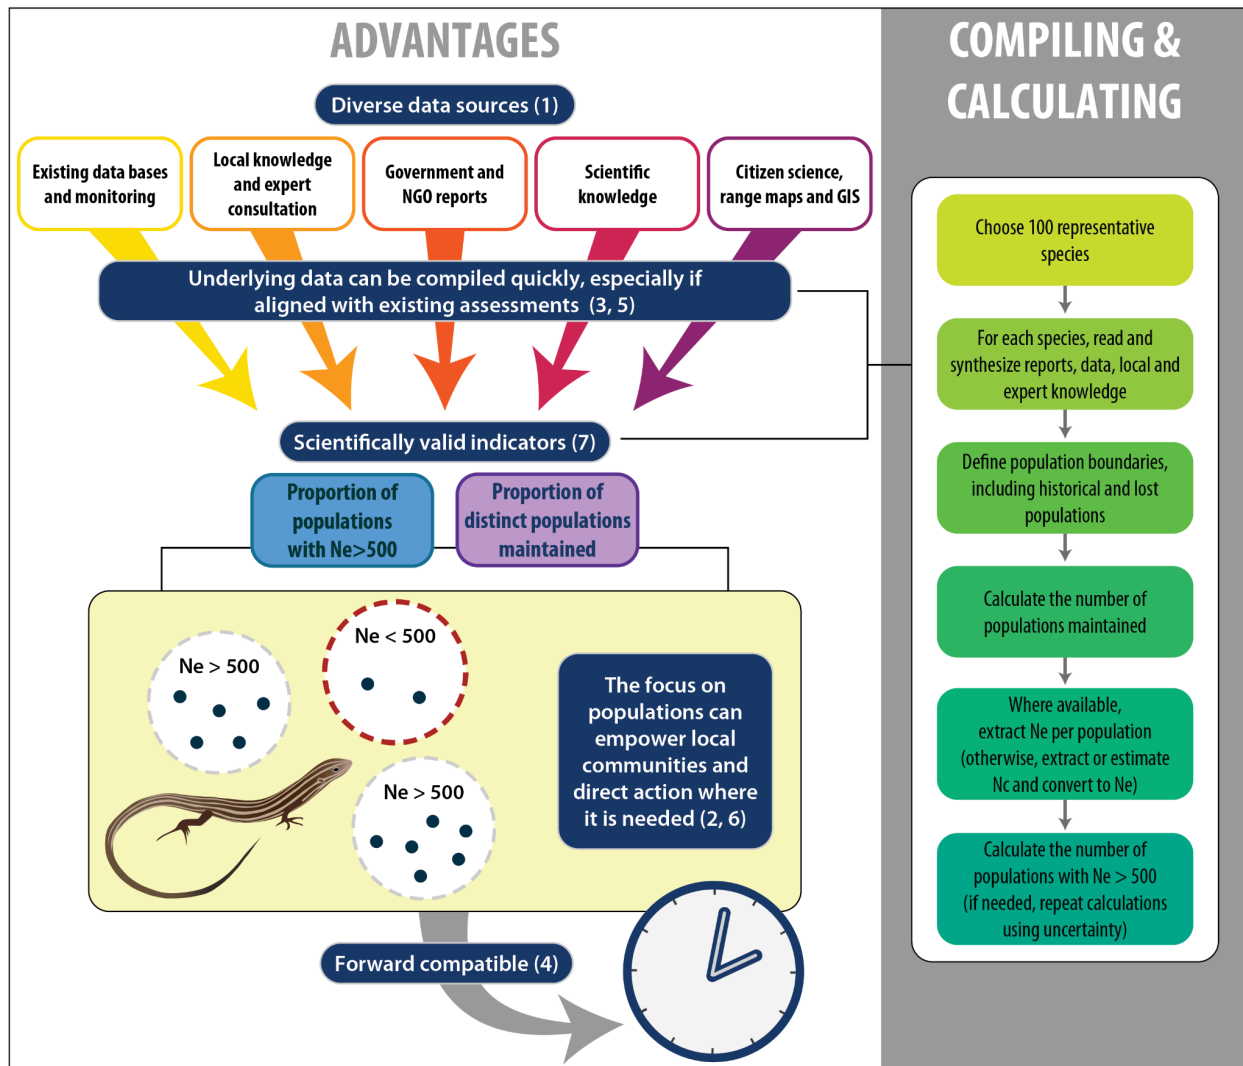 ADVANTAGES
Diverse data sources (1)
Existing data bases
and monitoring
Local knowledge
and expert
consultation
Government and
NGO reports
Scientific
knowledge
Citizen science,
range maps and GIS
Underlying data can be compiled quickly, especially if
aligned with existing assessments (3, 5)
Scientifically valid indicators (7)
Proportion of
populations
with Ne>500
Proportion of
distinct populations
maintained
Ne > 500
Ne < 500
Ne > 500
The focus on
populations can
empower local
communities and
direct action where
it is needed (2, 6)
Forward compatible (4)
COMPILING &
CALCULATING
Choose 100 representative
species
For each species, read and
synthesize reports, data, local and
expert knowledge
Define population boundaries,
including historical and lost
populations
Calculate the number of
populations maintained
Where available,
extract Ne per population
(otherwise, extract or estimate
Nc and convert to Ne)
Calculate the number of
populations with Ne > 500
(if needed, repeat calculations
using uncertainty)